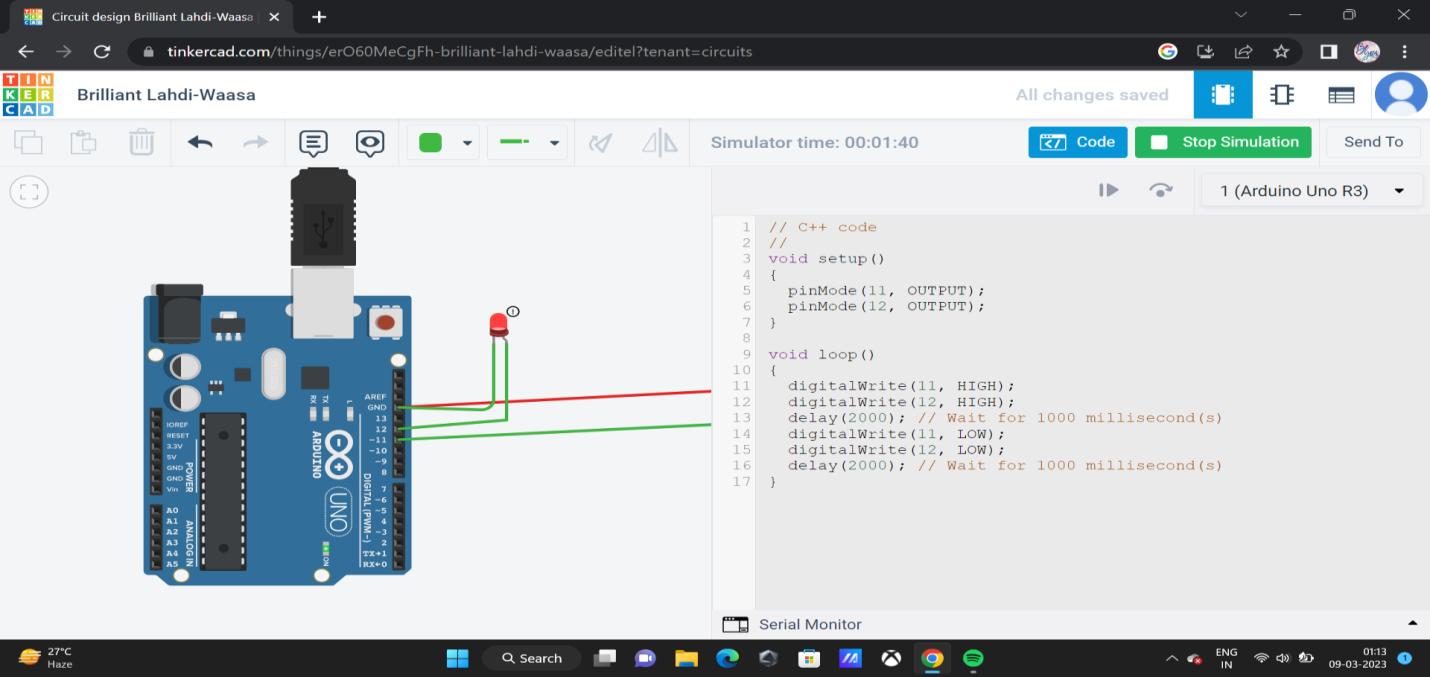 Circuit design Brilliant Lahdi-Waasa
tinkercad.com/things/erO60MeCgFh-brilliant-lahdi-waasa/editel?tenant=circuits
TIN
KER
CAD
Brilliant Lahdi-Waasa
All changes saved
Simulator time: 00:01:40
Code
Stop Simulation
Send To
1 (Arduino Uno R3)
AREF
GND
13
12
~11
~10
~9
8
7
~6
~5
4
~3
2
TX→1
RX←0
DIGITAL (PWM~)
RX
TX
L
ARDUINO
UNO
ON
IOREF
RESET
3.3V
5V
GND
GND
Vin
POWER
A0
A1
A2
A3
A4
A5
ANALOG IN
1 // C++ code
2 //
3 void setup()
4 {
5 pinMode(11, OUTPUT);
6 pinMode(12, OUTPUT);
7 }
8
9 void loop()
10 {
11 digitalWrite(11, HIGH);
12 digitalWrite(12, HIGH);
13 delay(2000); // Wait for 1000 millisecond(s)
14 digitalWrite(11, LOW);
15 digitalWrite(12, LOW);
16 delay(2000); // Wait for 1000 millisecond(s)
17 }
Serial Monitor
27°C
Haze
Search
ENG
IN
01:13
09-03-2023
1